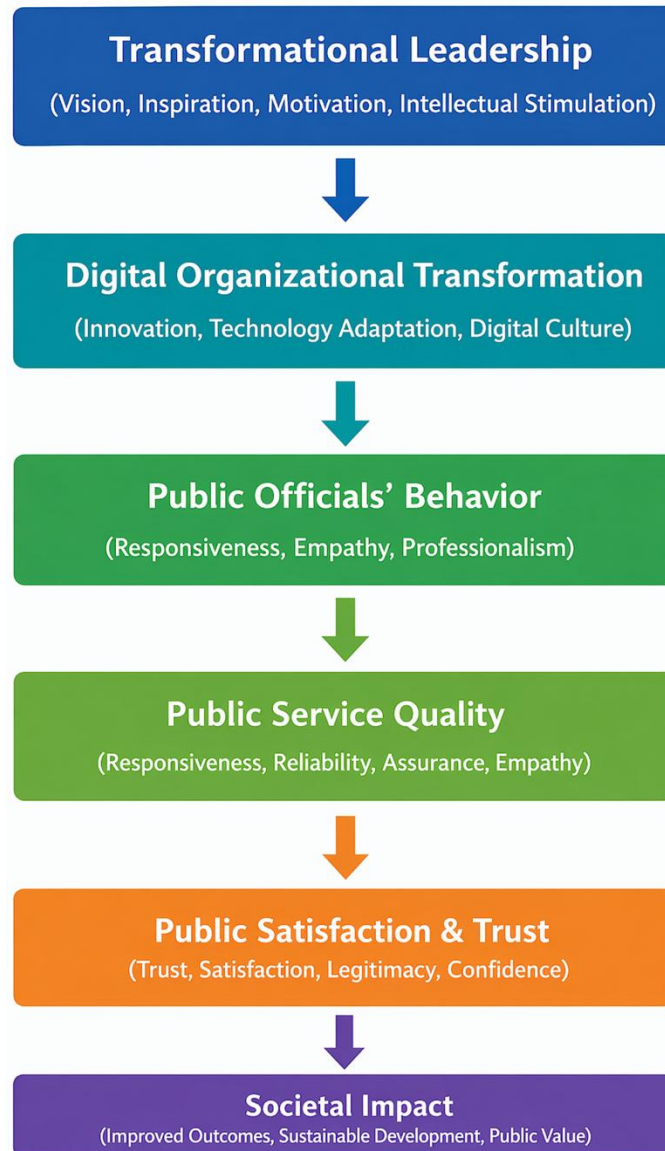 Transformational Leadership
(Vision, Inspiration, Motivation, Intellectual Stimulation)
Digital Organizational Transformation
(Innovation, Technology Adaptation, Digital Culture)
Public Officials’ Behavior
(Responsiveness, Empathy, Professionalism)
Public Service Quality
(Responsiveness, Reliability, Assurance, Empathy)
Public Satisfaction & Trust
(Trust, Satisfaction, Legitimacy, Confidence)
Societal Impact
(Improved Outcomes, Sustainable Development, Public Value)